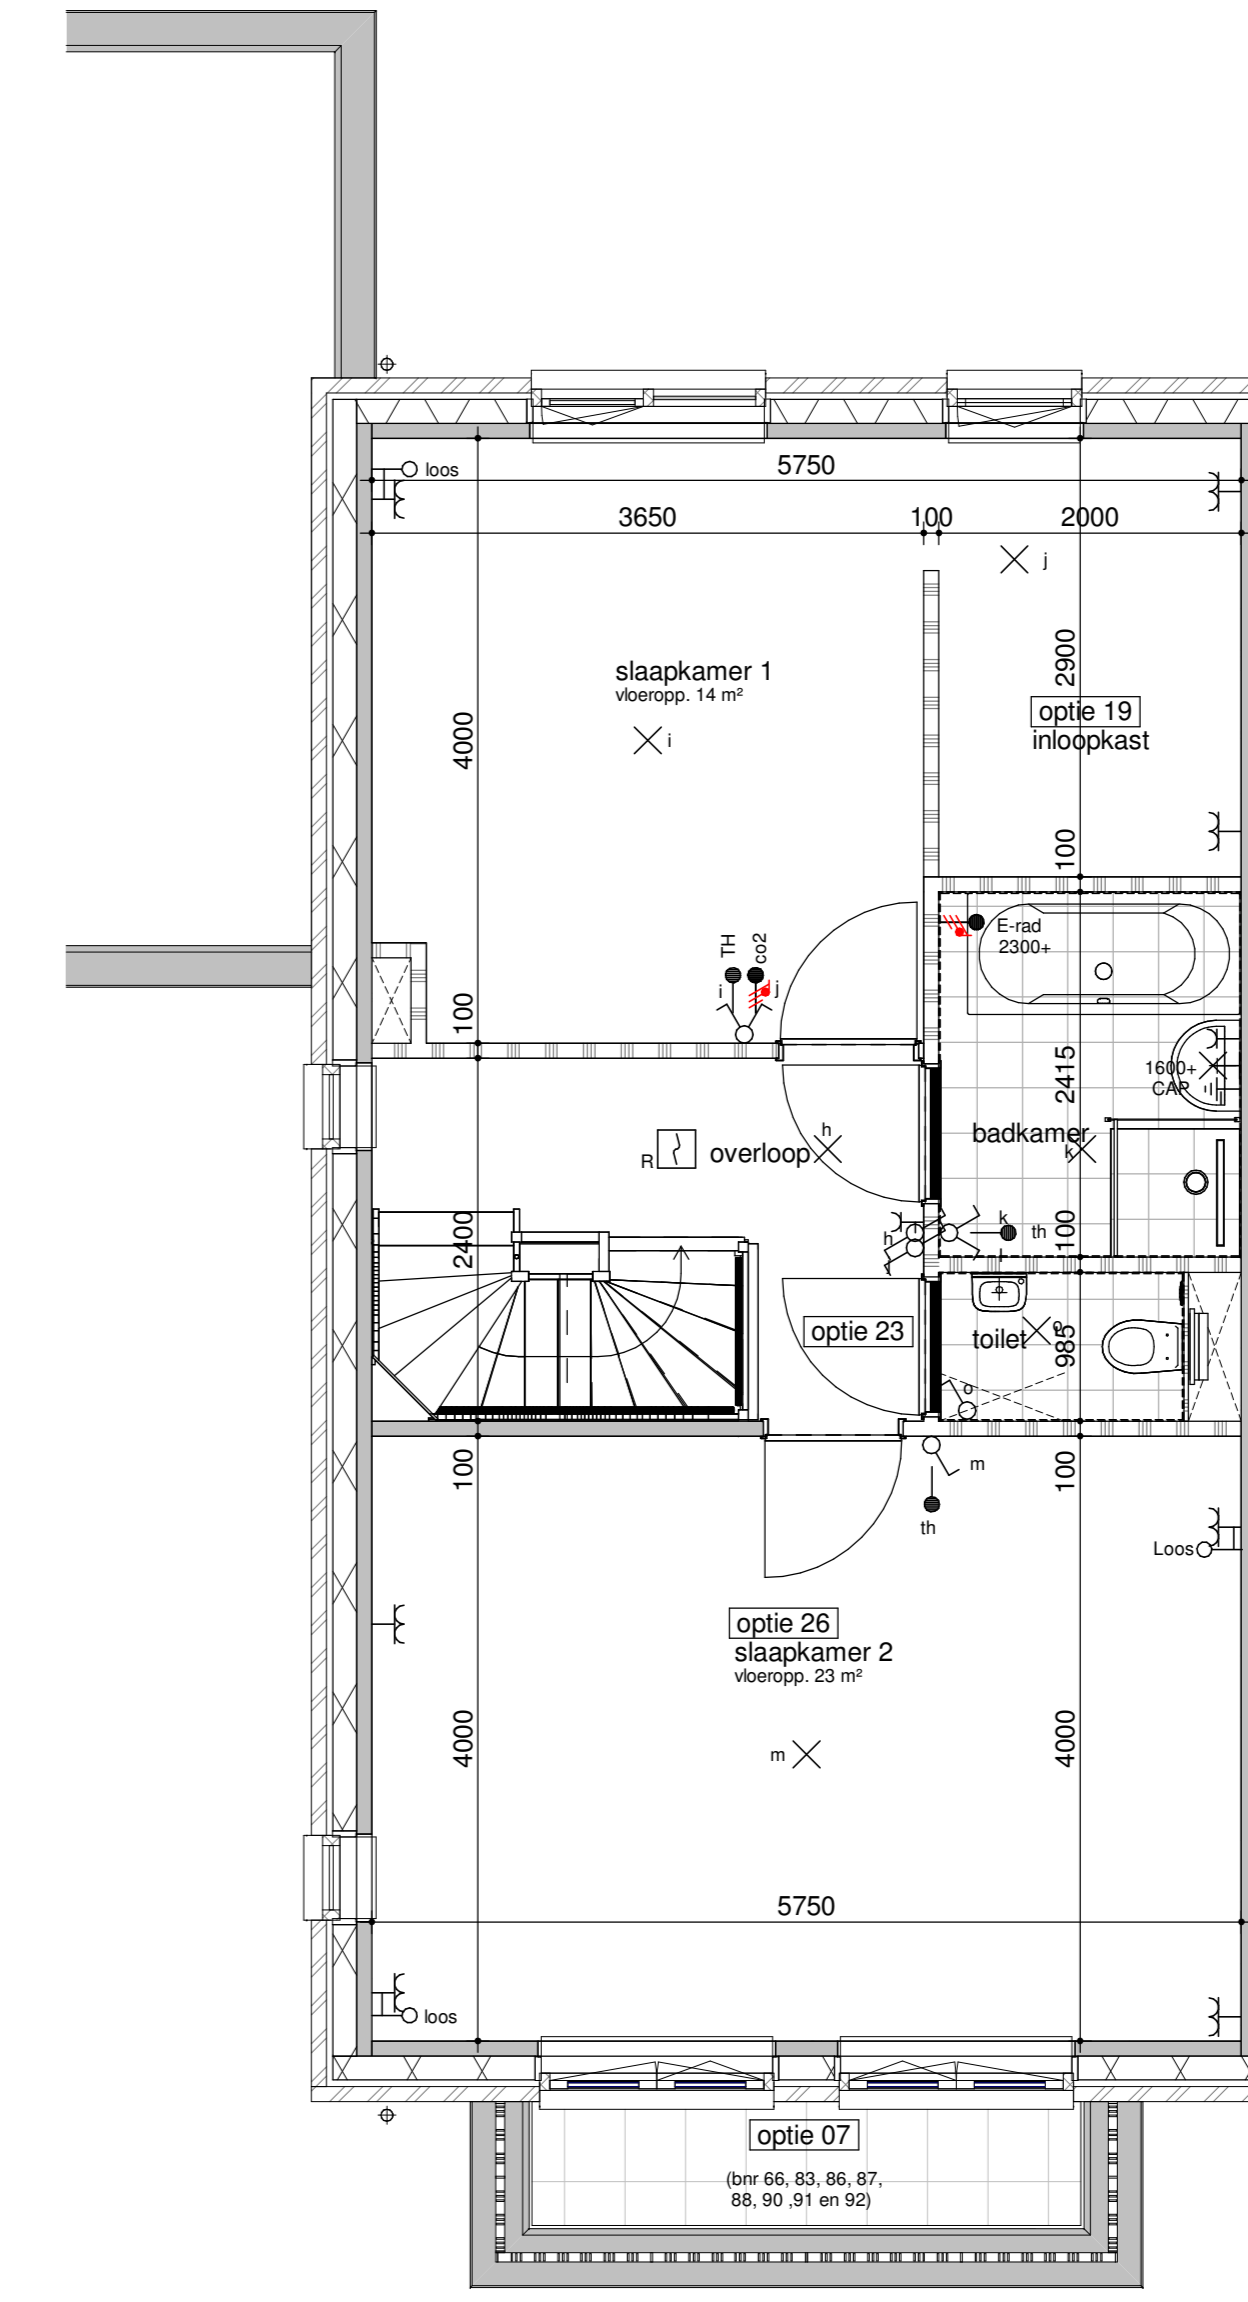 loos
5750
3650
100
2000
j
2900
slaapkamer 1
vloeropp. 14 m²
i
4000
optie 19
inloopkast
100
E-rad
2300+
TH
co2
i
j
100
2415
1600+
CAP
h
badkamer
k
R
overloop
2400
k
th
h
l
j
100
optie 23
toilet
o
985
o
100
m
100
th
Loos
optie 26
slaapkamer 2
vloeropp. 23 m²
4000
4000
m
5750
loos
optie 07
(bnr 66, 83, 86, 87,
88, 90 ,91 en 92)